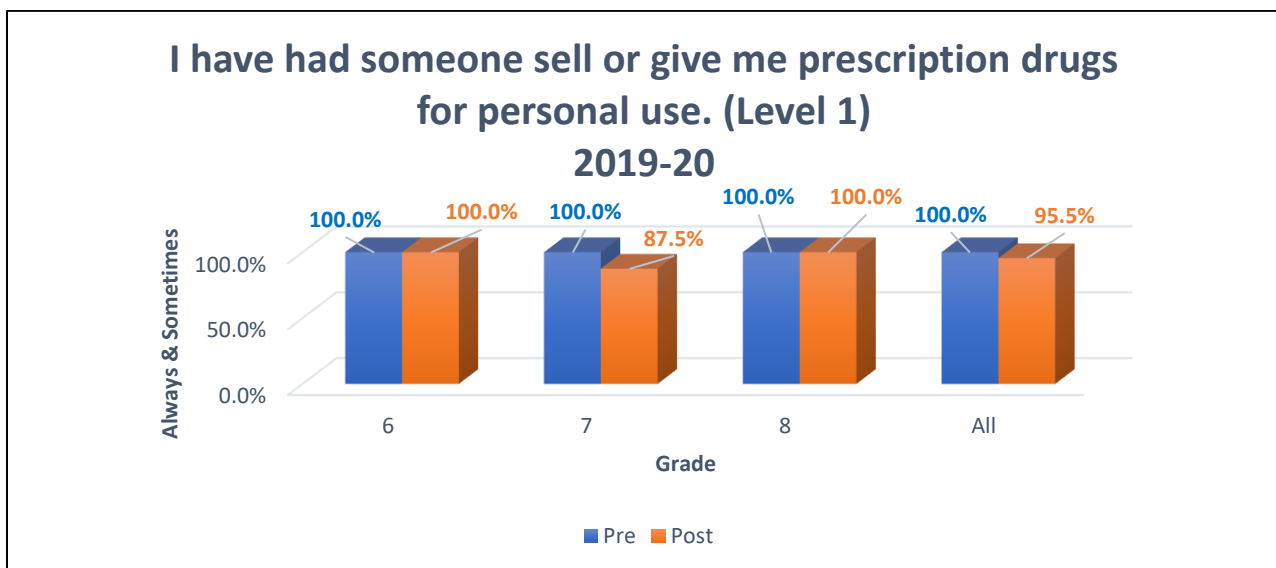 I have had someone sell or give me prescription drugs
for personal use. (Level 1)
2019-20
100.0% 100.0% 100.0% 87.5% 100.0% 100.0% 100.0% 95.5%
Always & Sometimes
100.0%
50.0%
0.0%
6 7 8 All
Grade
Pre Post